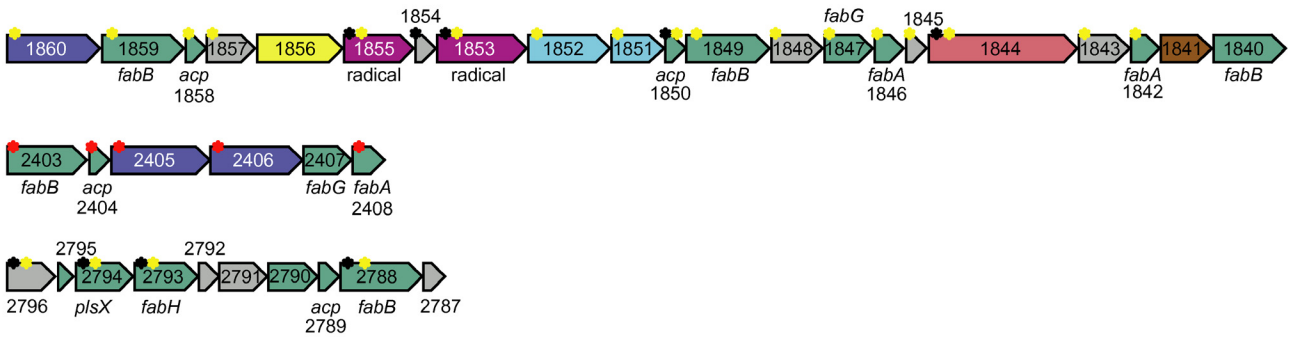 fabG 1845
1854
1860 1859 1857 1856 1855 1853 1852 1851 1849 1848 1847 1844 1843 1841 1840
fabB acp radical radical acp fabB fabA fabA fabB
1858 1850 1846 1842
2403 2405 2406 2407
fabB acp fabG fabA
2404 2408
2795 2792
2794 2793 2791 2790 2788
2796 plsX fabH acp fabB 2787
2789